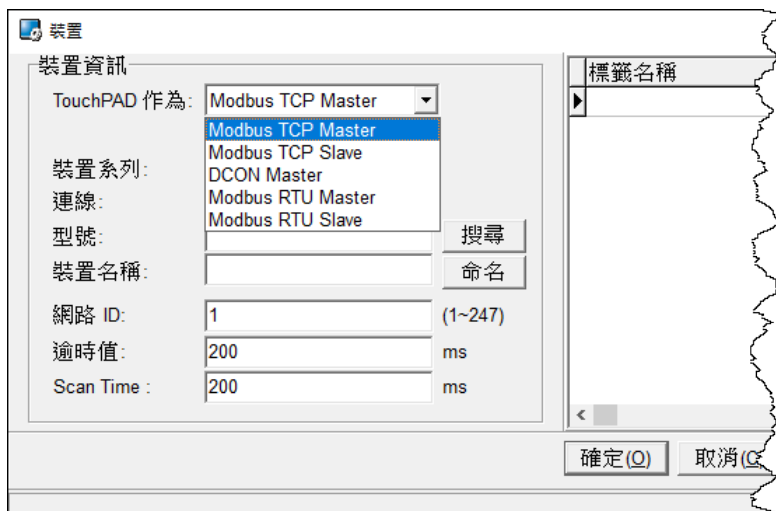 裝置
裝置資訊
TouchPAD 作為: Modbus TCP Master
Modbus TCP Master
Modbus TCP Slave
DCON Master
Modbus RTU Master
Modbus RTU Slave
裝置系列:
連線:
型號: 搜尋
裝置名稱: 命名
網路 ID: 1 (1~247)
逾時值: 200 ms
Scan Time : 200 ms
標籤名稱
確定(O) 取消(C